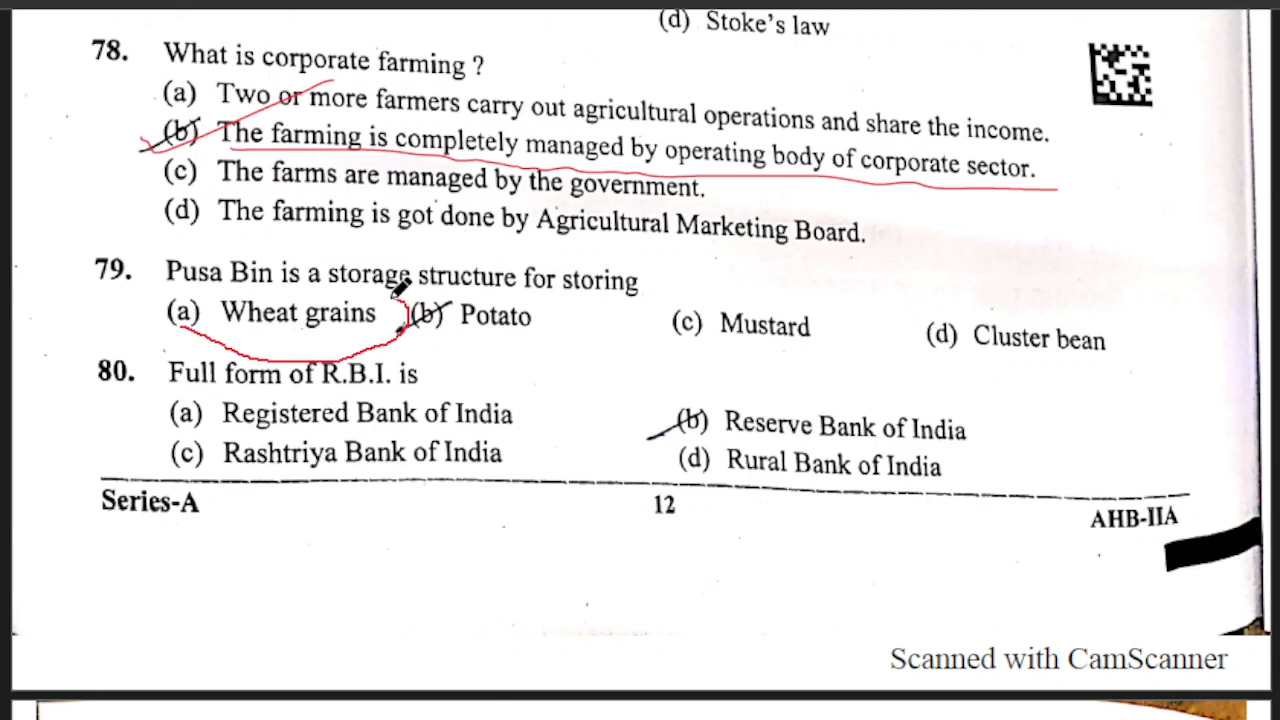 (d) Stoke's law
78. What is corporate farming ?
(a) Two or more farmers carry out agricultural operations and share the income.
(b) The farming is completely managed by operating body of corporate sector.
(c) The farms are managed by the government.
(d) The farming is got done by Agricultural Marketing Board.
79. Pusa Bin is a storage structure for storing
(a) Wheat grains (b) Potato (c) Mustard (d) Cluster bean
80. Full form of R.B.I. is
(a) Registered Bank of India (b) Reserve Bank of India
(c) Rashtriya Bank of India (d) Rural Bank of India
Series-A 12 AHB-IIA
Scanned with CamScanner